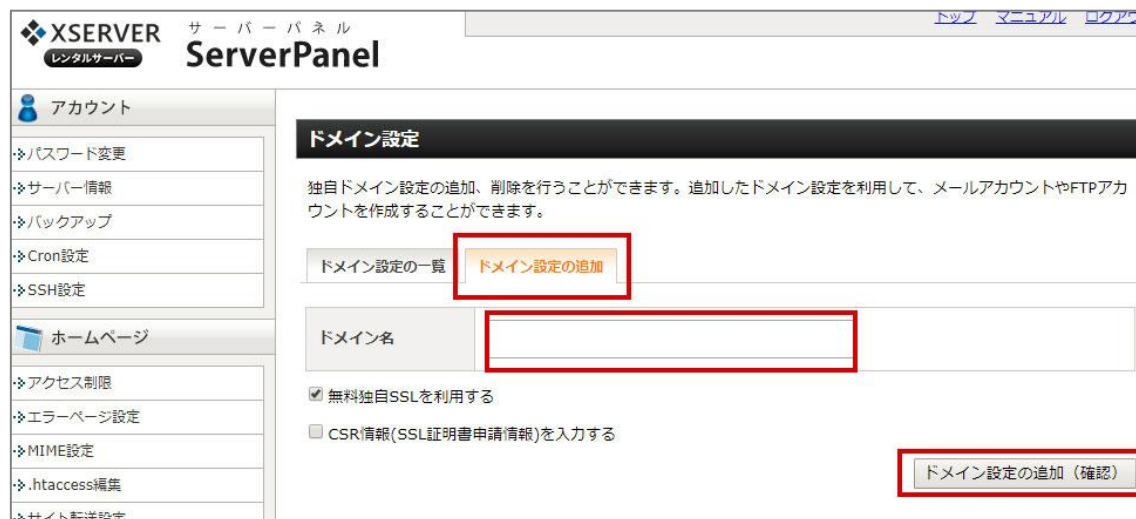 トップ マニュアル ログアウ
XSERVER サーバーパネル
レンタルサーバー ServerPanel
アカウント
パスワード変更
サーバー情報
バックアップ
Cron設定
SSH設定
ホームページ
アクセス制限
エラーページ設定
MIME設定
.htaccess編集
サイト転送設定
ドメイン設定
独自ドメイン設定の追加、削除を行うことができます。追加したドメイン設定を利用して、メールアカウントやFTPアカ
ウントを作成することができます。
ドメイン設定の一覧 ドメイン設定の追加
ドメイン名
無料独自SSLを利用する
CSR情報(SSL証明書申請情報)を入力する
ドメイン設定の追加（確認）